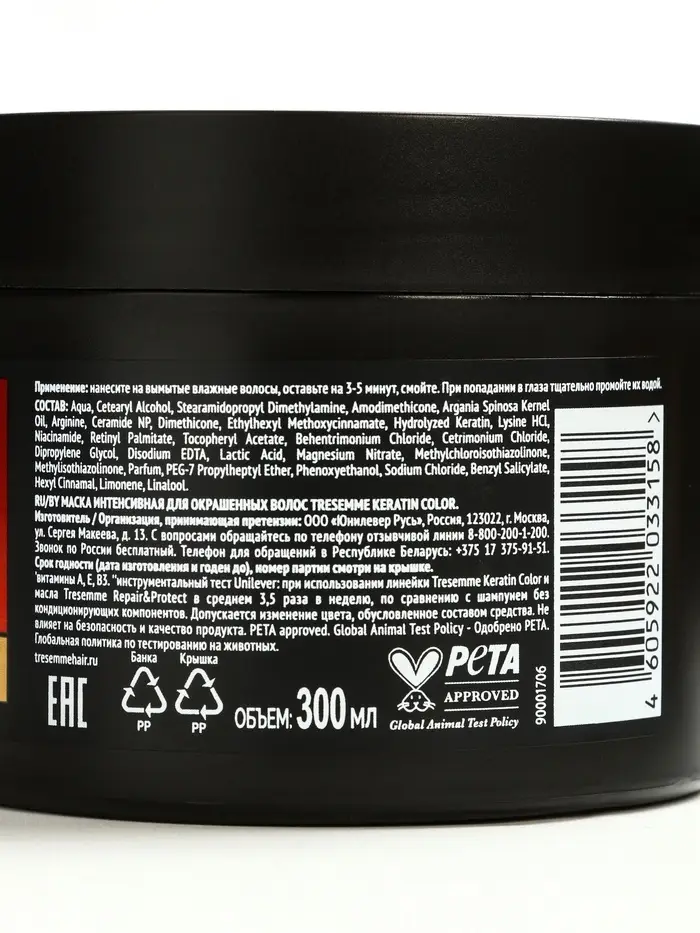 Применение: нанесите на вымытые влажные волосы, оставьте на 3-5 минут, смойте. При попадании в глаза тщательно промойте их водой.
СОСТАВ: Aqua, Cetearyl Alcohol, Stearamidopropyl Dimethylamine, Amodimethicone, Argania Spinosa Kernel
Oil, Arginine, Ceramide NP, Dimethicone, Ethylhexyl Methoxycinnamate, Hydrolyzed Keratin, Lysine HCl,
Niacinamide, Retinyl Palmitate, Tocopheryl Acetate, Behentrimonium Chloride, Cetrimonium Chloride,
Dipropylene Glycol, Disodium EDTA, Lactic Acid, Magnesium Nitrate, Methylchloroisothiazolinone,
Methylisothiazolinone, Parfum, PEG-7 Propylheptyl Ether, Phenoxyethanol, Sodium Chloride, Benzyl Salicylate,
Hexyl Cinnamal, Limonene, Linalool.
RU/BY МАСКА ИНТЕНСИВНАЯ ДЛЯ ОКРАШЕННЫХ ВОЛОС TRESEMME KERATIN COLOR.
Изготовитель / Организация, принимающая претензии: ООО «Юнилевер Русь», Россия, 123022, г. Москва,
ул. Сергея Макеева, д. 13. С вопросами обращайтесь по телефону отзывчивой линии 8-800-200-1-200.
Звонок по России бесплатный. Телефон для обращений в Республике Беларусь: +375 17 375-91-51.
Срок годности (дата изготовления и годен до), номер партии смотри на крышке.
*витамины A, E, B3. **инструментальный тест Unilever: при использовании линейки Tresemme Keratin Color и
масла Tresemme Repair&Protect в среднем 3,5 раза в неделю, по сравнению с шампунем без
кондиционирующих компонентов. Допускается изменение цвета, обусловленное составом средства. Не
влияет на безопасность и качество продукта. PETA approved. Global Animal Test Policy - Одобрено PETA.
Глобальная политика по тестированию на животных.
tresemmehair.ru
Банка Крышка
EAC
PP PP
ОБЪЕМ: 300 МЛ
PETA
APPROVED
Global Animal Test Policy
90001706
4 605922 033158 >